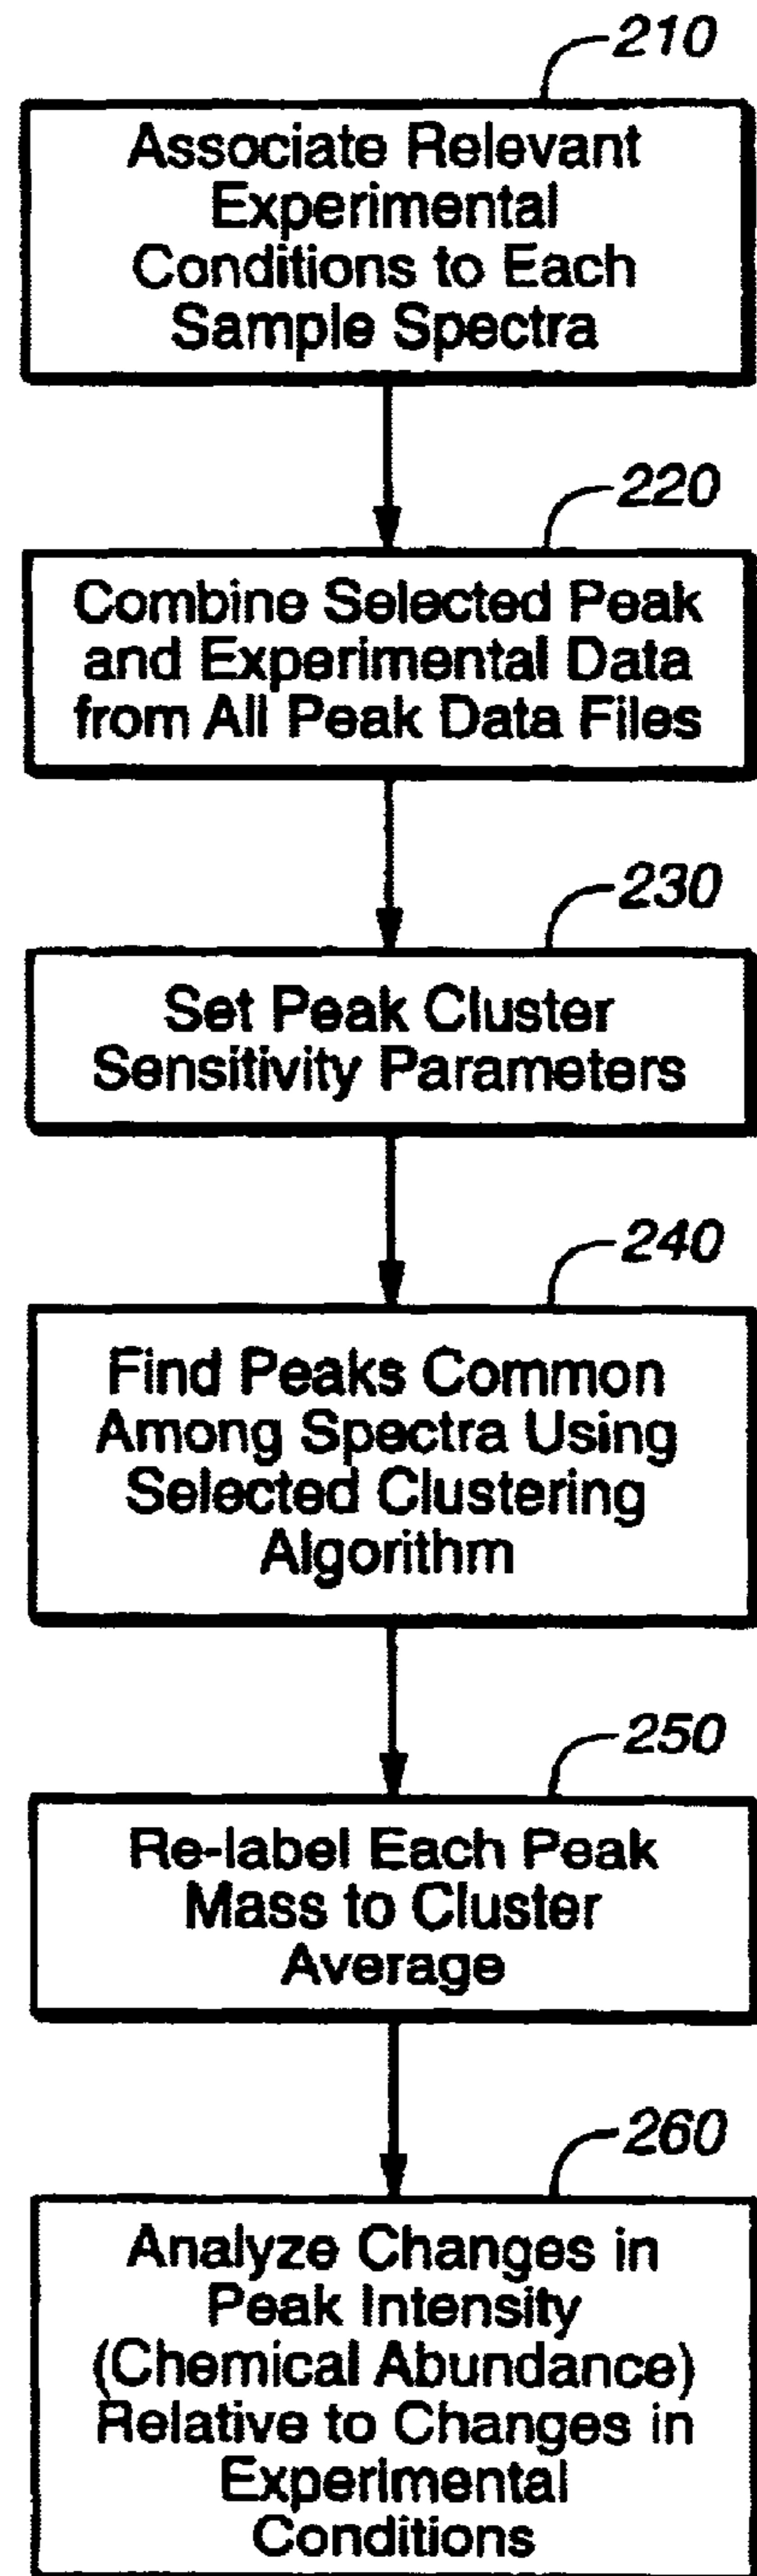 210
Associate Relevant
Experimental
Conditions to Each
Sample Spectra
220
Combine Selected Peak
and Experimental Data
from All Peak Data Files
230
Set Peak Cluster
Sensitivity Parameters
240
Find Peaks Common
Among Spectra Using
Selected Clustering
Algorithm
250
Re-label Each Peak
Mass to Cluster
Average
260
Analyze Changes in
Peak Intensity
(Chemical Abundance)
Relative to Changes in
Experimental
Conditions